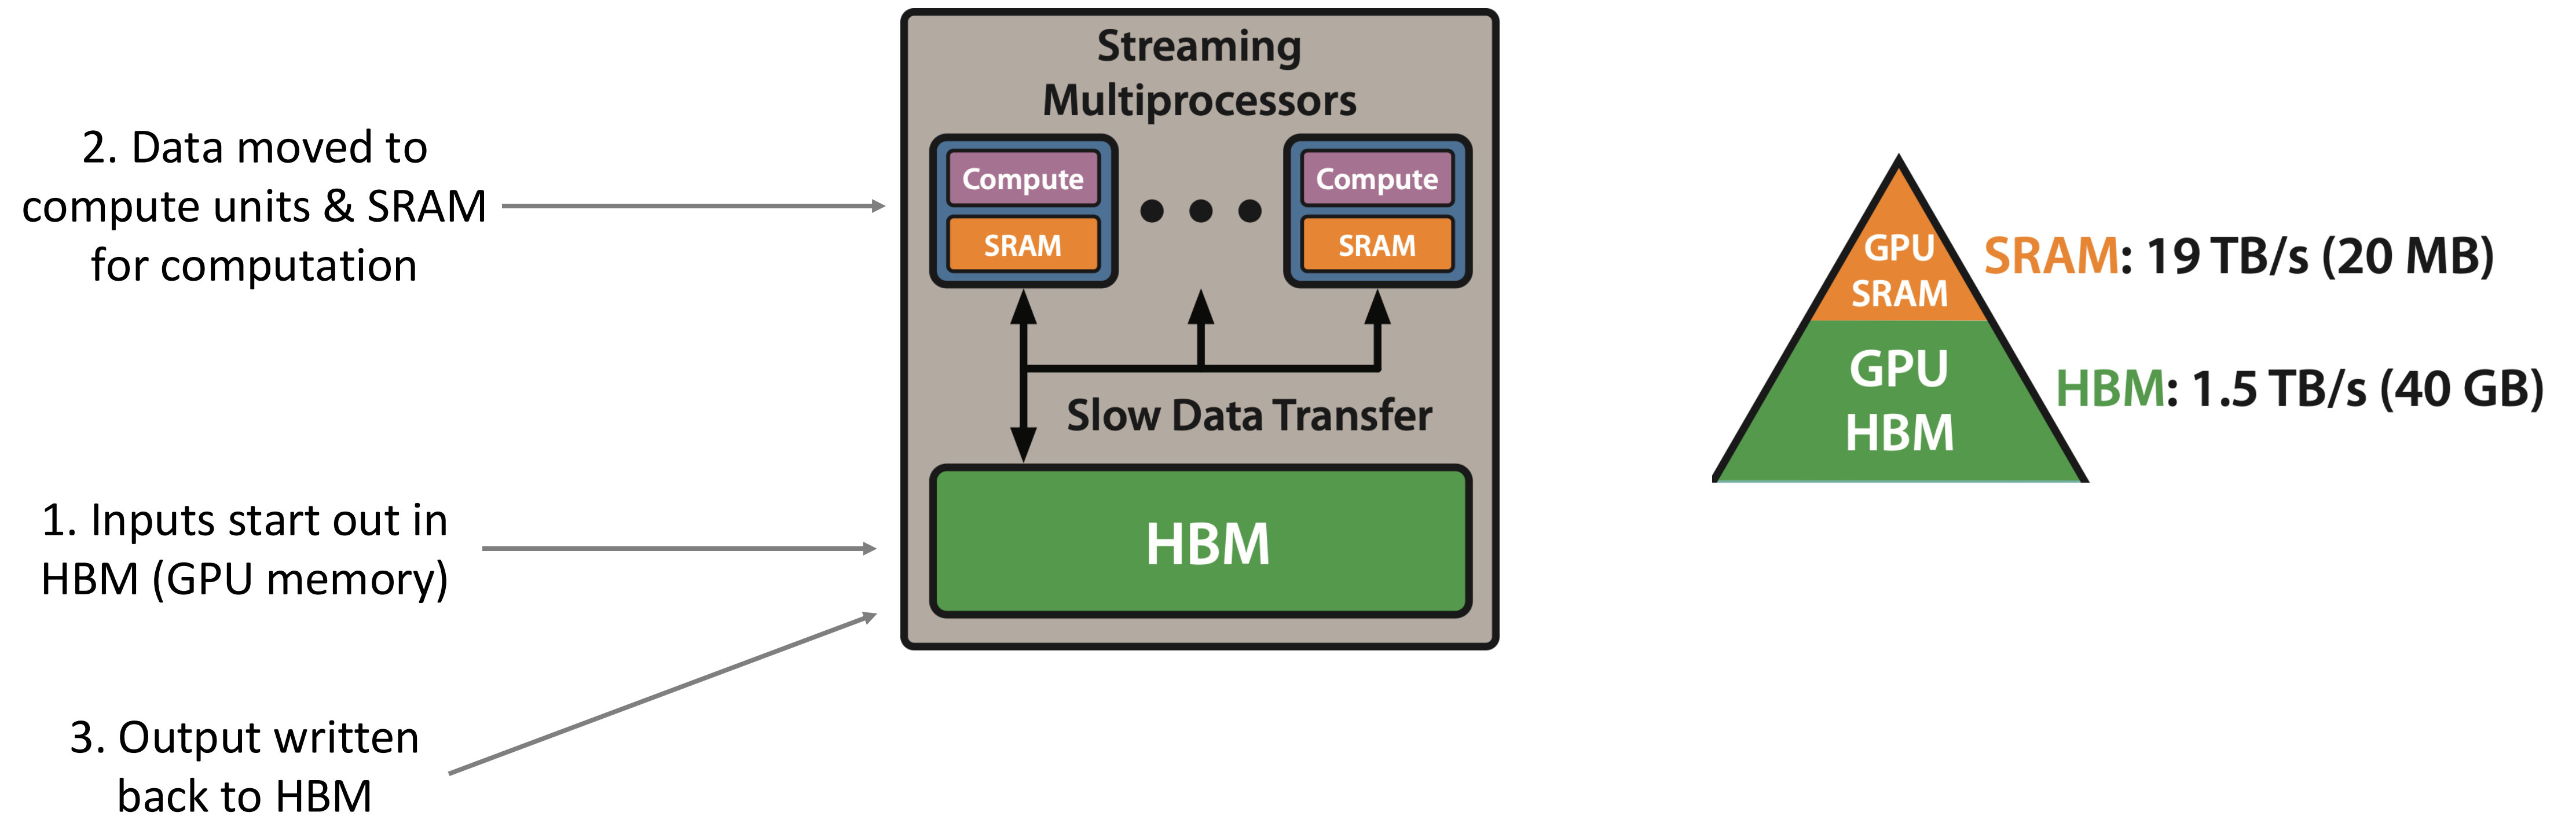 2. Data moved to
compute units & SRAM
for computation
1. Inputs start out in
HBM (GPU memory)
3. Output written
back to HBM
Streaming
Multiprocessors
Compute
SRAM
Compute
SRAM
Slow Data Transfer
HBM
GPU
SRAM
SRAM: 19 TB/s (20 MB)
GPU
HBM
HBM: 1.5 TB/s (40 GB)